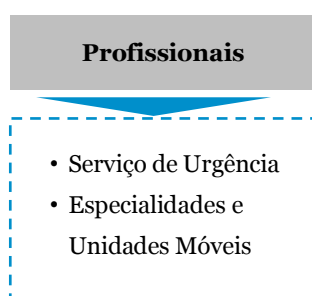 Profissionais
• Serviço de Urgência
• Especialidades e
Unidades Móveis